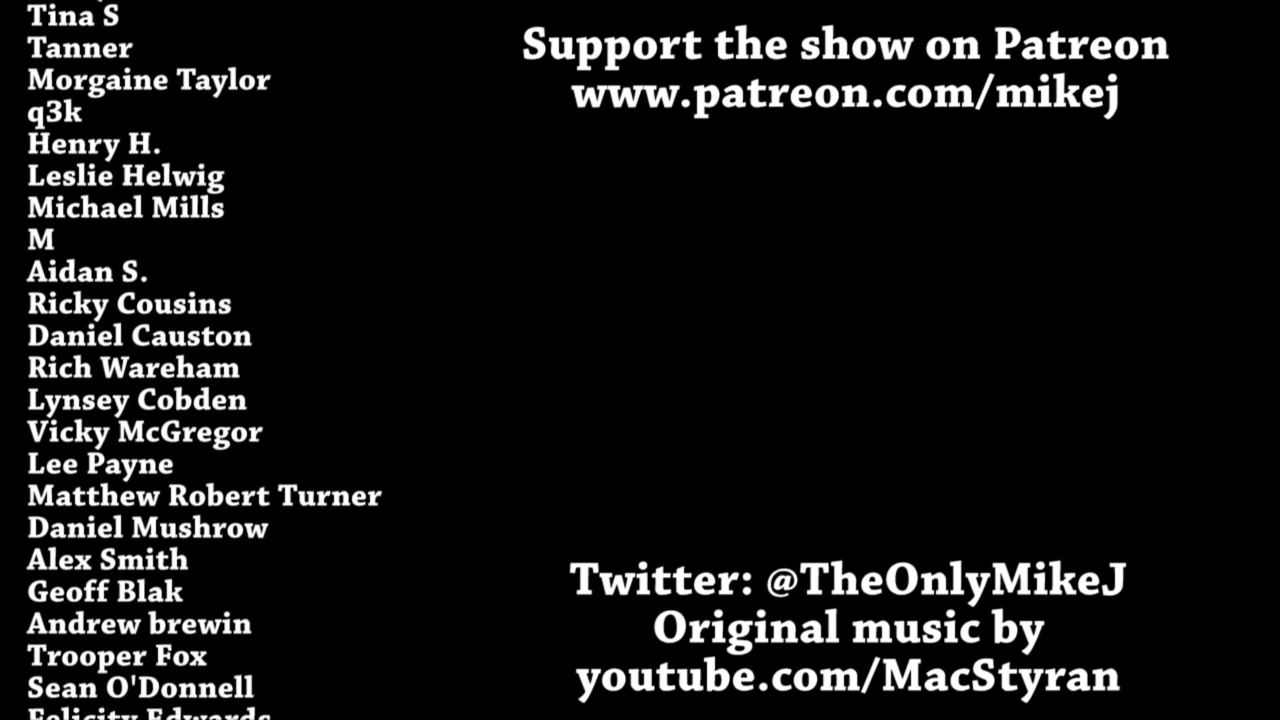 Tina S
Tanner
Morgaine Taylor
q3k
Henry H.
Leslie Helwig
Michael Mills
M
Aidan S.
Ricky Cousins
Daniel Causton
Rich Wareham
Lynsey Cobden
Vicky McGregor
Lee Payne
Matthew Robert Turner
Daniel Mushrow
Alex Smith
Geoff Blak
Andrew brewin
Trooper Fox
Sean O'Donnell
Felicity Edwards
Support the show on Patreon
www.patreon.com/mikej
Twitter: @TheOnlyMikeJ
Original music by
youtube.com/MacStyran